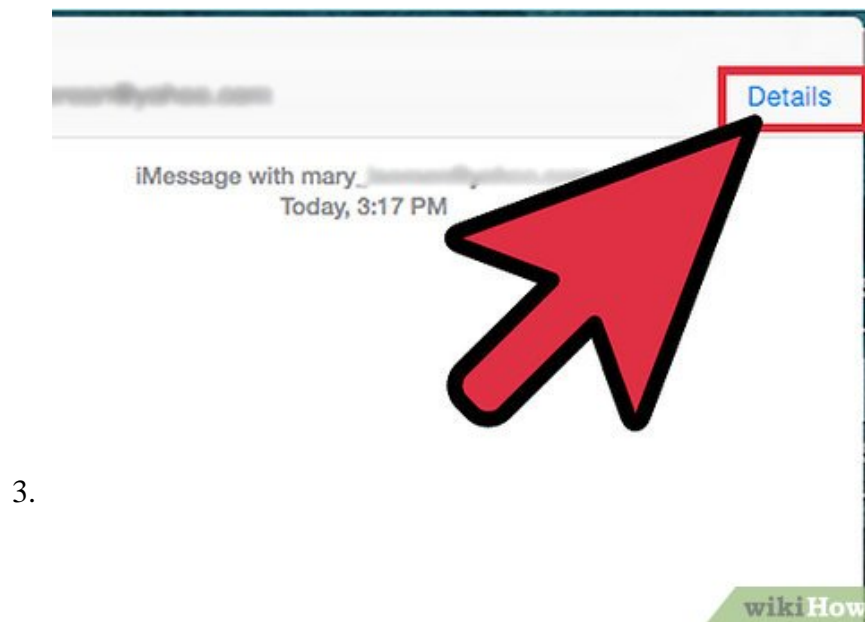 Details
iMessage with mary_
Today, 3:17 PM
3.
wikiHow